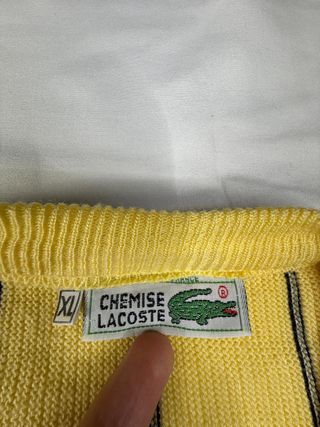 XL
CHEMISE
LACOSTE
®